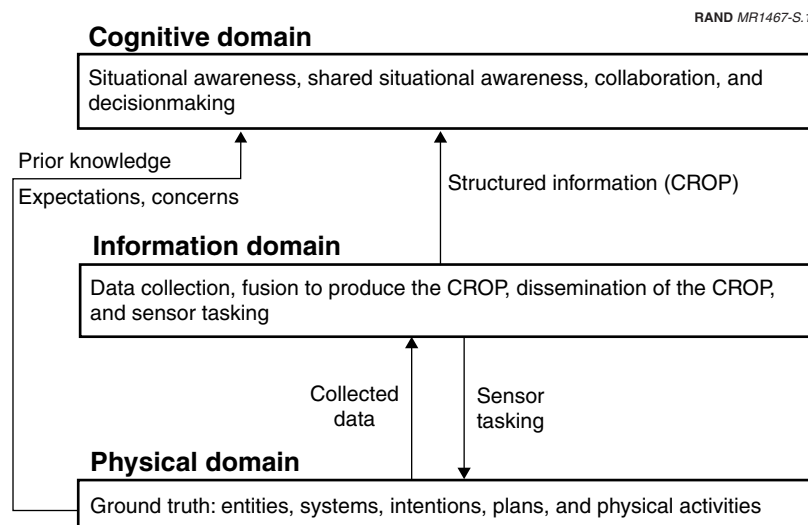 RAND MR1467-S.1
Cognitive domain
Situational awareness, shared situational awareness, collaboration, and
decisionmaking
Prior knowledge
Expectations, concerns
Structured information (CROP)
Information domain
Data collection, fusion to produce the CROP, dissemination of the CROP,
and sensor tasking
Collected
data
Sensor
tasking
Physical domain
Ground truth: entities, systems, intentions, plans, and physical activities